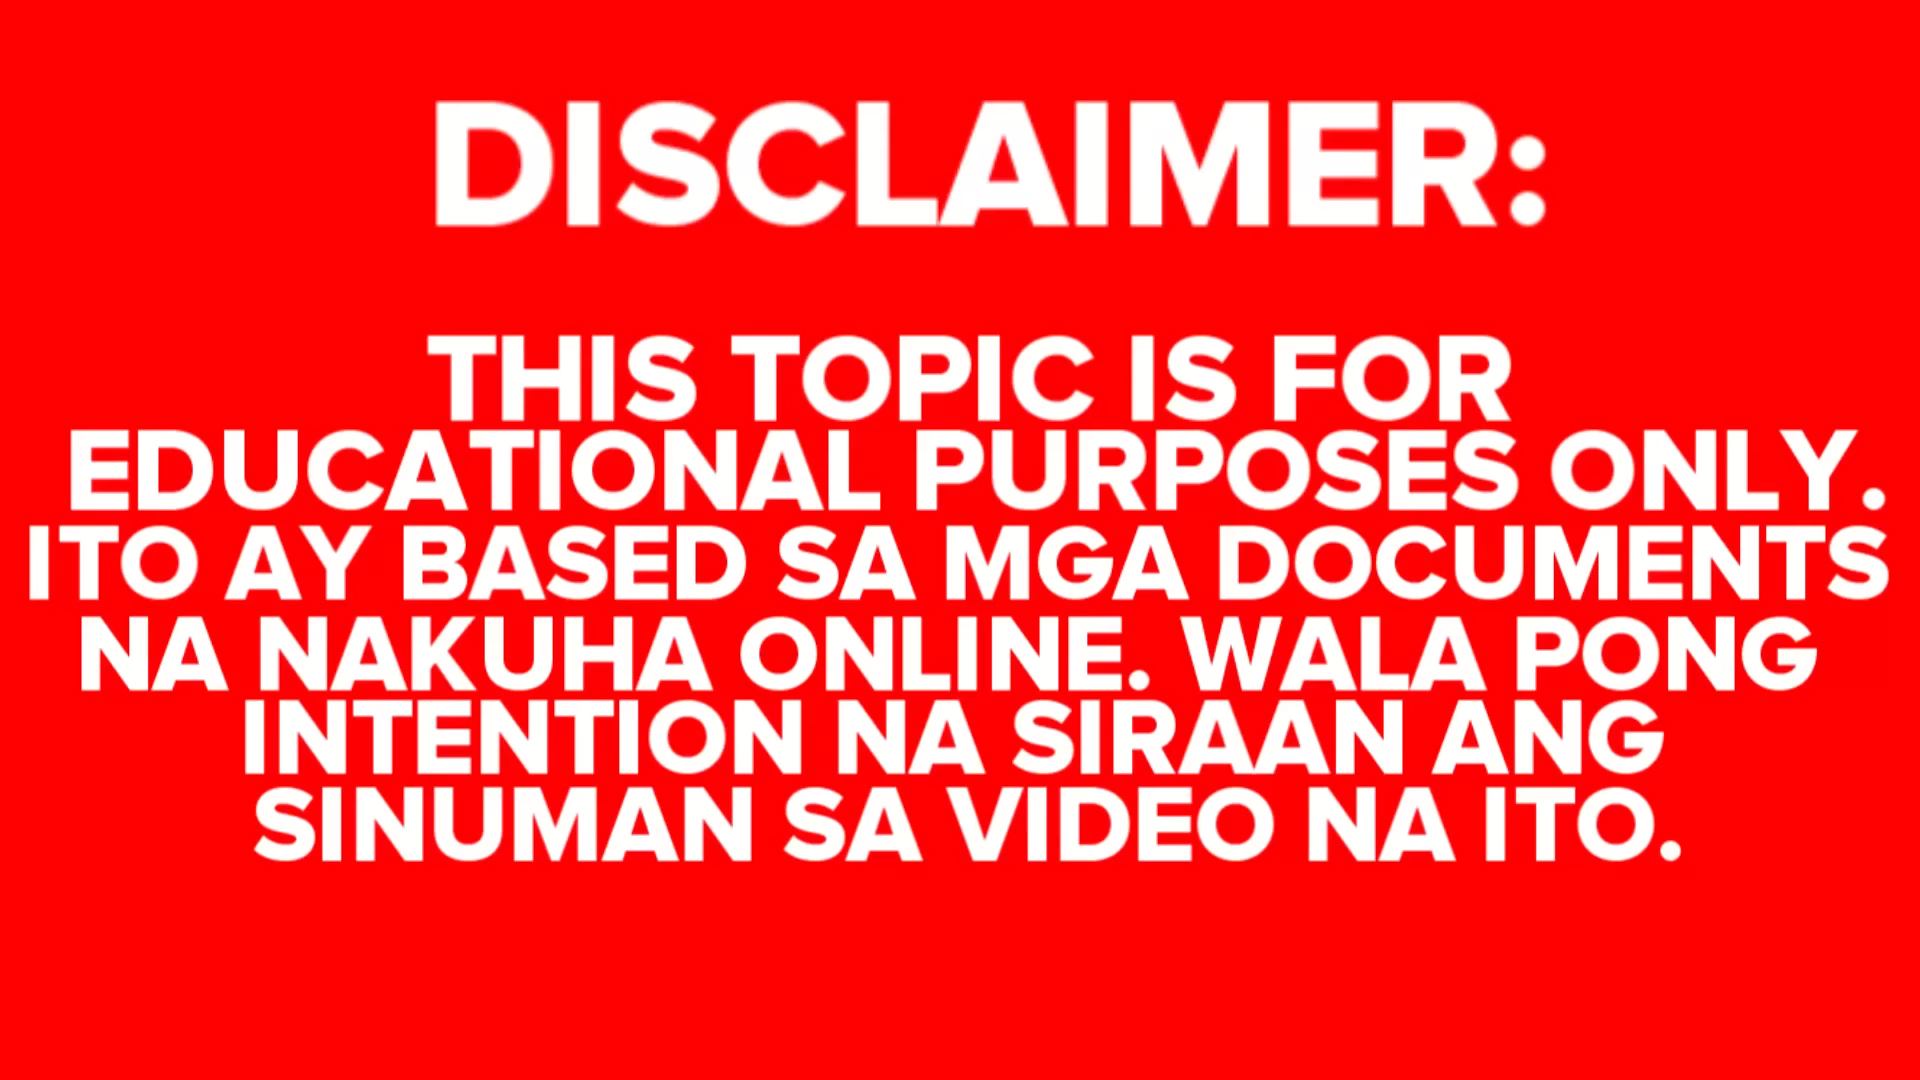 DISCLAIMER:
THIS TOPIC IS FOR
EDUCATIONAL PURPOSES ONLY.
ITO AY BASED SA MGA DOCUMENTS
NA NAKUHA ONLINE. WALA PONG
INTENTION NA SIRAAN ANG
SINUMAN SA VIDEO NA ITO.